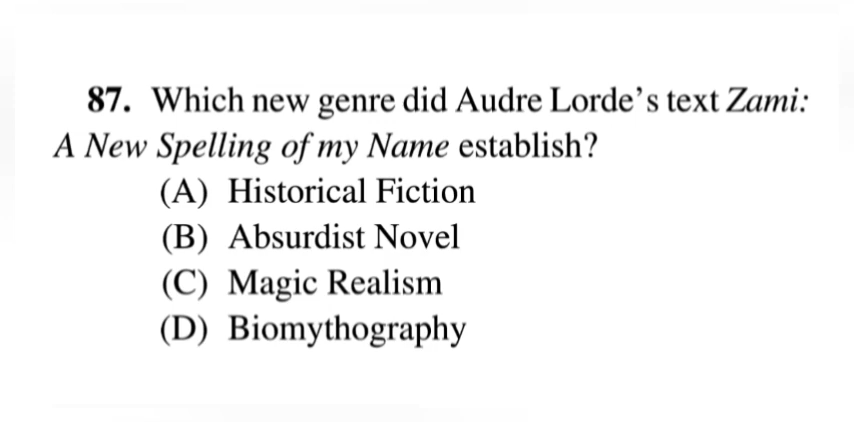 87. Which new genre did Audre Lorde’s text Zami:
A New Spelling of my Name establish?
(A) Historical Fiction
(B) Absurdist Novel
(C) Magic Realism
(D) Biomythography